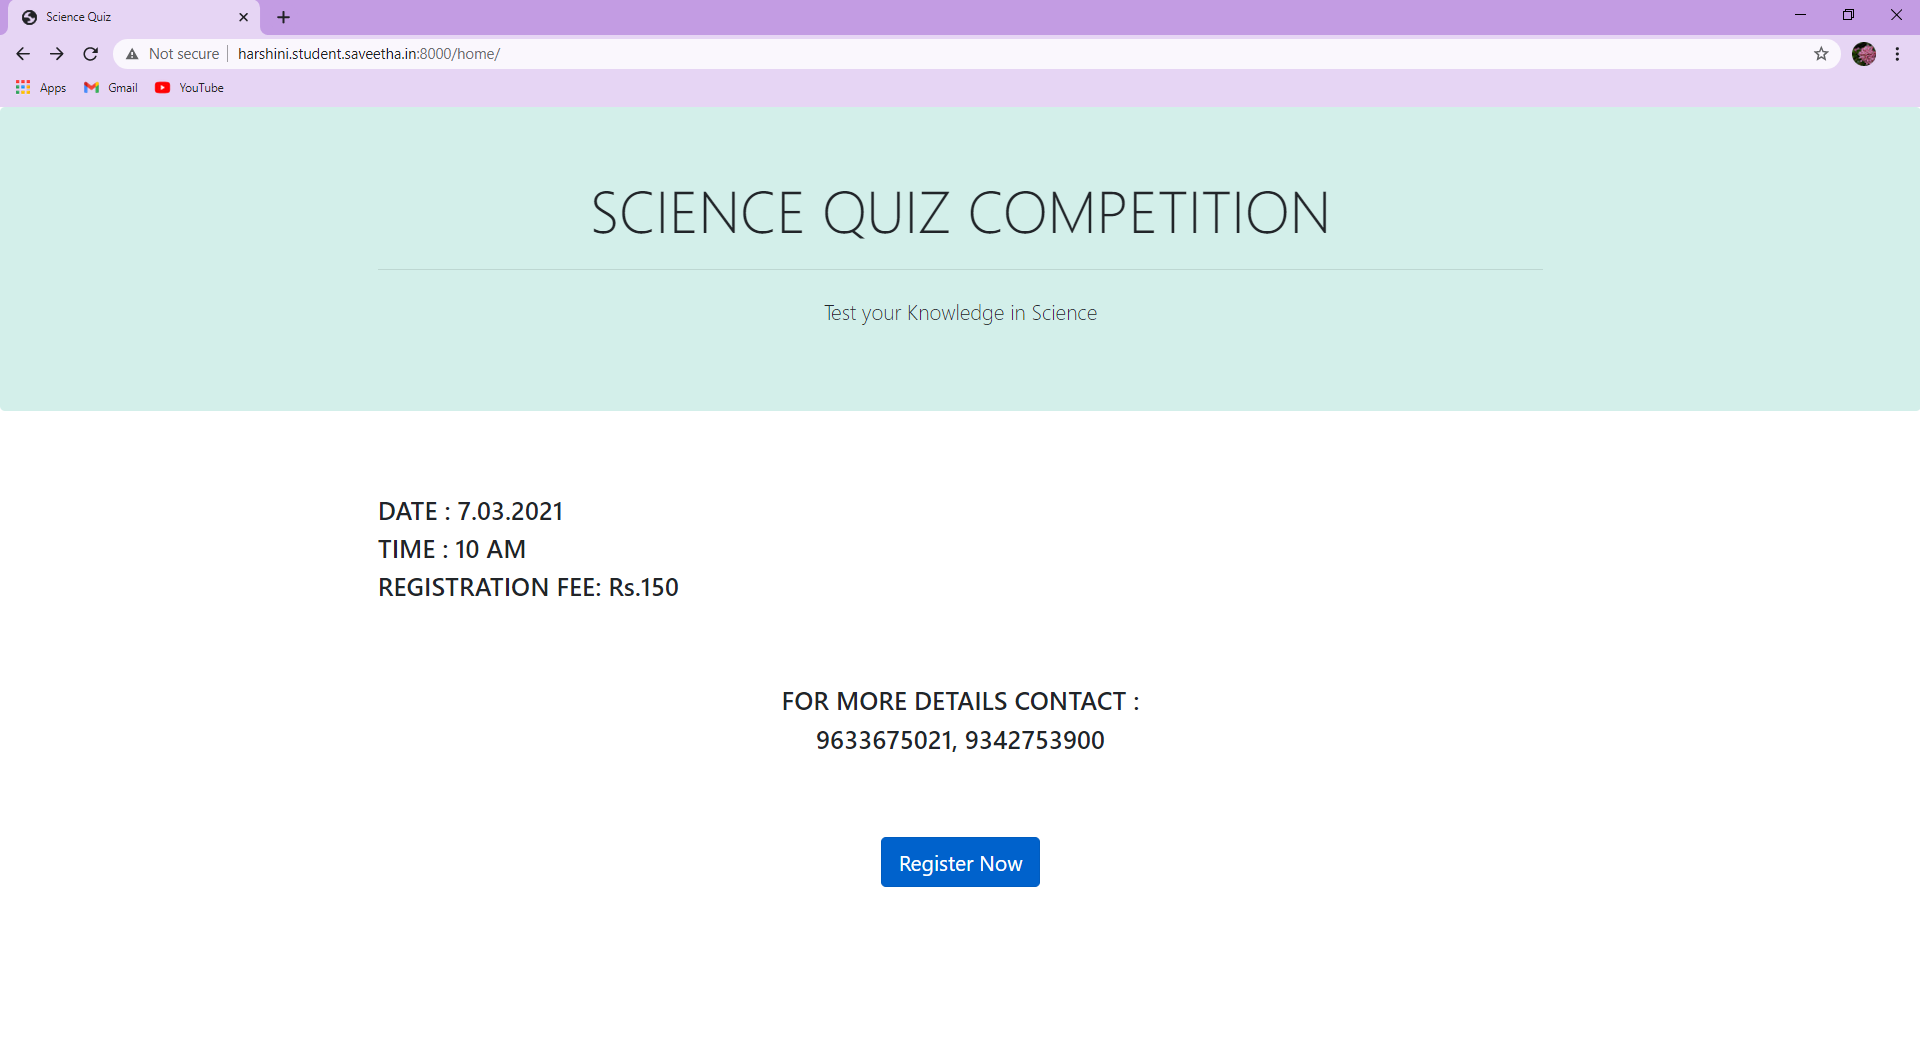 Science Quiz
Not secure harshini.student.saveetha.in:8000/home/
Apps Gmail YouTube
SCIENCE QUIZ COMPETITION
Test your Knowledge in Science
DATE : 7.03.2021
TIME : 10 AM
REGISTRATION FEE: Rs.150
FOR MORE DETAILS CONTACT :
9633675021, 9342753900
Register Now